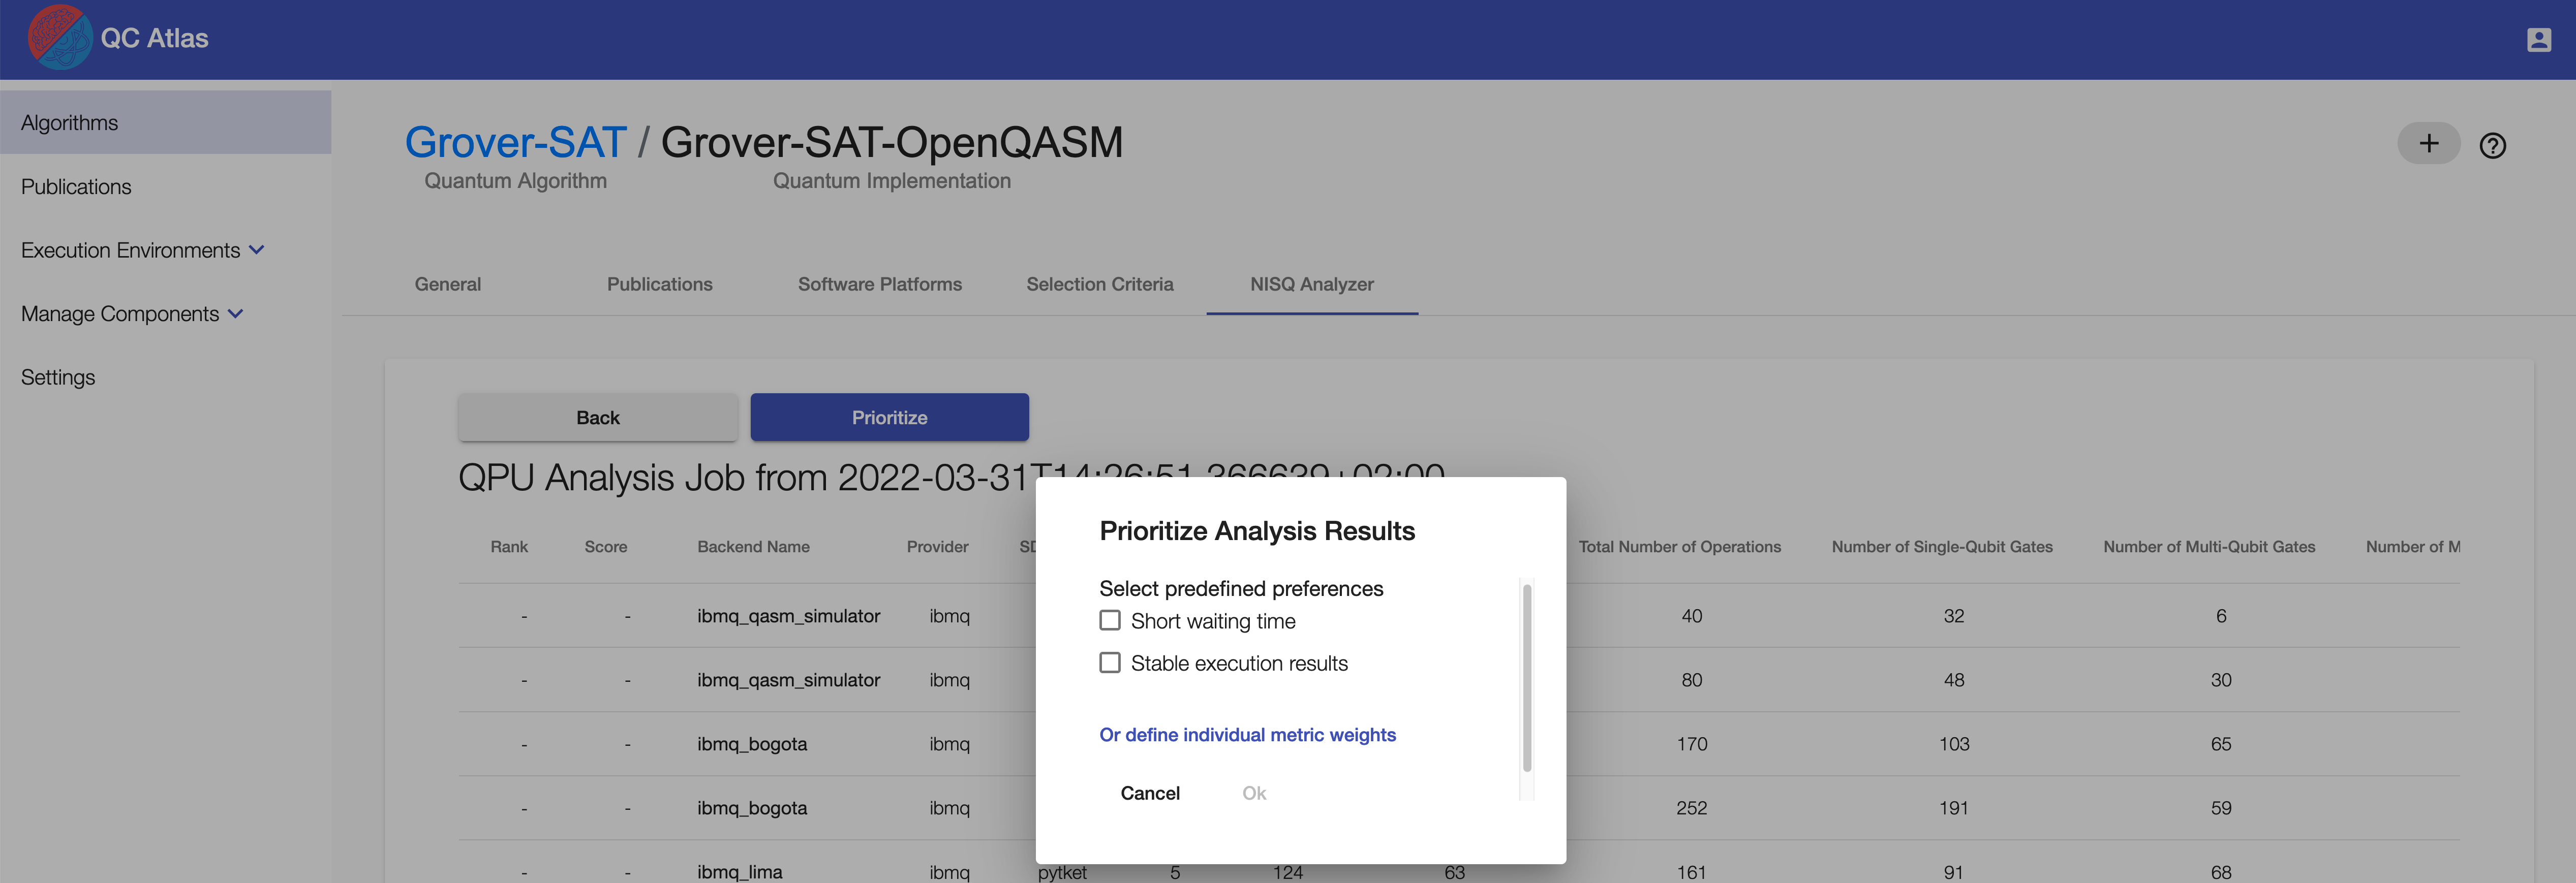 QC Atlas
Algorithms
Publications
Execution Environments
Manage Components
Settings
Grover-SAT / Grover-SAT-OpenQASM
Quantum Algorithm Quantum Implementation
General Publications Software Platforms Selection Criteria NISQ Analyzer
Back Prioritize
QPU Analysis Job from 2022-03-31T14:26:51.366639+02:00
Rank Score Backend Name Provider Total Number of Operations Number of Single-Qubit Gates Number of Multi-Qubit Gates Number of M
- - ibmq_qasm_simulator ibmq 40 32 6
- - ibmq_qasm_simulator ibmq 80 48 30
- - ibmq_bogota ibmq 170 103 65
- - ibmq_bogota ibmq 252 191 59
- - ibmq_lima ibmq pytket 5 124 63 161 91 68
Prioritize Analysis Results
Select predefined preferences
Short waiting time
Stable execution results
Or define individual metric weights
Cancel Ok